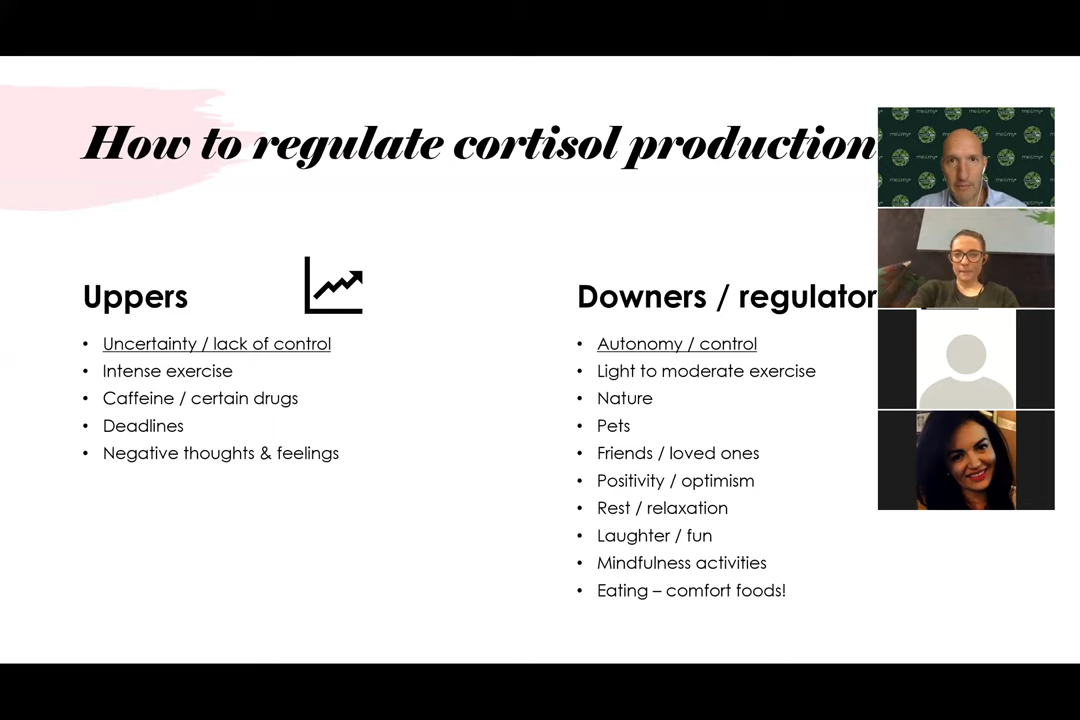 How to regulate cortisol production
Uppers
• Uncertainty / lack of control
• Intense exercise
• Caffeine / certain drugs
• Deadlines
• Negative thoughts & feelings
Downers / regulator
• Autonomy / control
• Light to moderate exercise
• Nature
• Pets
• Friends / loved ones
• Positivity / optimism
• Rest / relaxation
• Laughter / fun
• Mindfulness activities
• Eating – comfort foods!